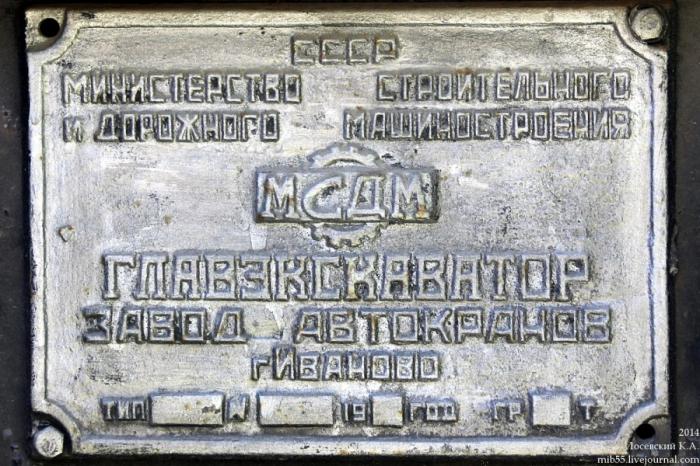 СССР
МИНИСТЕРСТВО СТРОИТЕЛЬНОГО
И ДОРОЖНОГО МАШИНОСТРОЕНИЯ
МСДМ
ГЛАВЭКСКАВАТОР
ЗАВОД АВТОКРАНОВ
г. ИВАНОВО
ТИП № 19 ГОД ГР Т
2014
Лосевский К.А.
mib55.livejournal.com